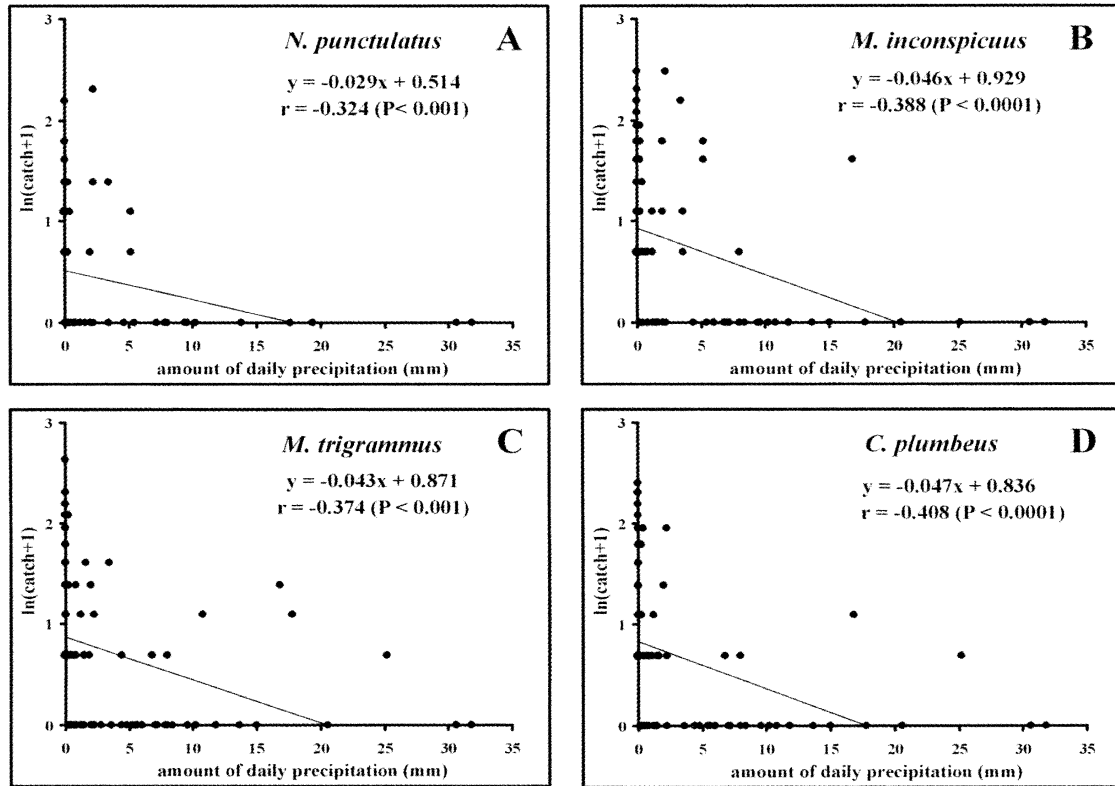 N. punctulatus A
y = -0.029x + 0.514
r = -0.324 (P< 0.001)
3
2
1
0
ln(catch+1)
0 5 10 15 20 25 30 35
amount of daily precipitation (mm)
M. inconspicuus B
y = -0.046x + 0.929
r = -0.388 (P < 0.0001)
3
2
1
0
ln(catch+1)
0 5 10 15 20 25 30 35
amount of daily precipitation (mm)
M. trigrammus C
y = -0.043x + 0.871
r = -0.374 (P < 0.001)
3
2
1
0
ln(catch+1)
0 5 10 15 20 25 30 35
amount of daily precipitation (mm)
C. plumbeus D
y = -0.047x + 0.836
r = -0.408 (P < 0.0001)
3
2
1
0
ln(catch+1)
0 5 10 15 20 25 30 35
amount of daily precipitation (mm)